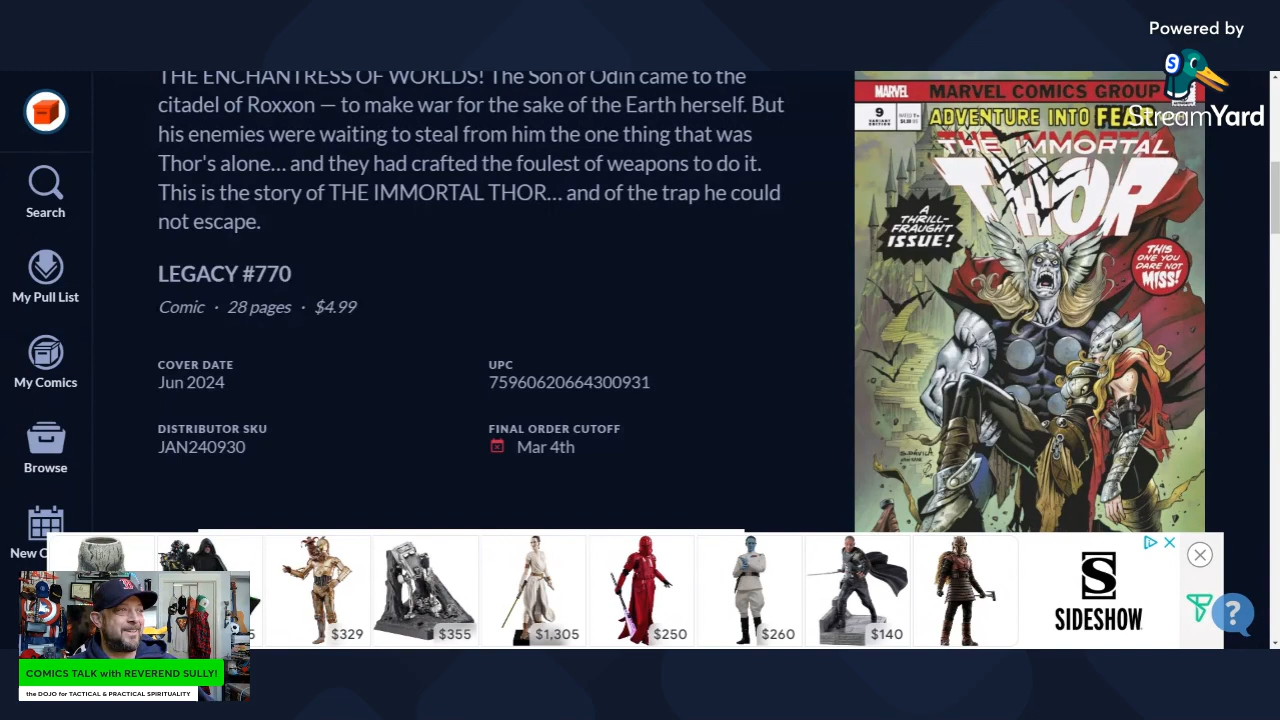 Powered by
StreamYard
THE ENCHANTRESS OF WORLDS! The Son of Odin came to the
citadel of Roxxon — to make war for the sake of the Earth herself. But
his enemies were waiting to steal from him the one thing that was
Thor's alone... and they had crafted the foulest of weapons to do it.
This is the story of THE IMMORTAL THOR... and of the trap he could
not escape.
LEGACY #770
Comic · 28 pages · $4.99
COVER DATE
Jun 2024
UPC
75960620664300931
DISTRIBUTOR SKU
JAN240930
FINAL ORDER CUTOFF
Mar 4th
Search
My Pull List
My Comics
Browse
New
MARVEL
MARVEL COMICS GROUP
9
ADVENTURE INTO FEAR
THE IMMORTAL
THOR
A
THRILL-
FRAUGHT
ISSUE!
THIS
ONE YOU
DARE NOT
MISS!
$329
$355
$1,305
$250
$260
$140
S
SIDESHOW
?
COMICS TALK with REVEREND SULLY!
the DOJO for TACTICAL & PRACTICAL SPIRITUALITY